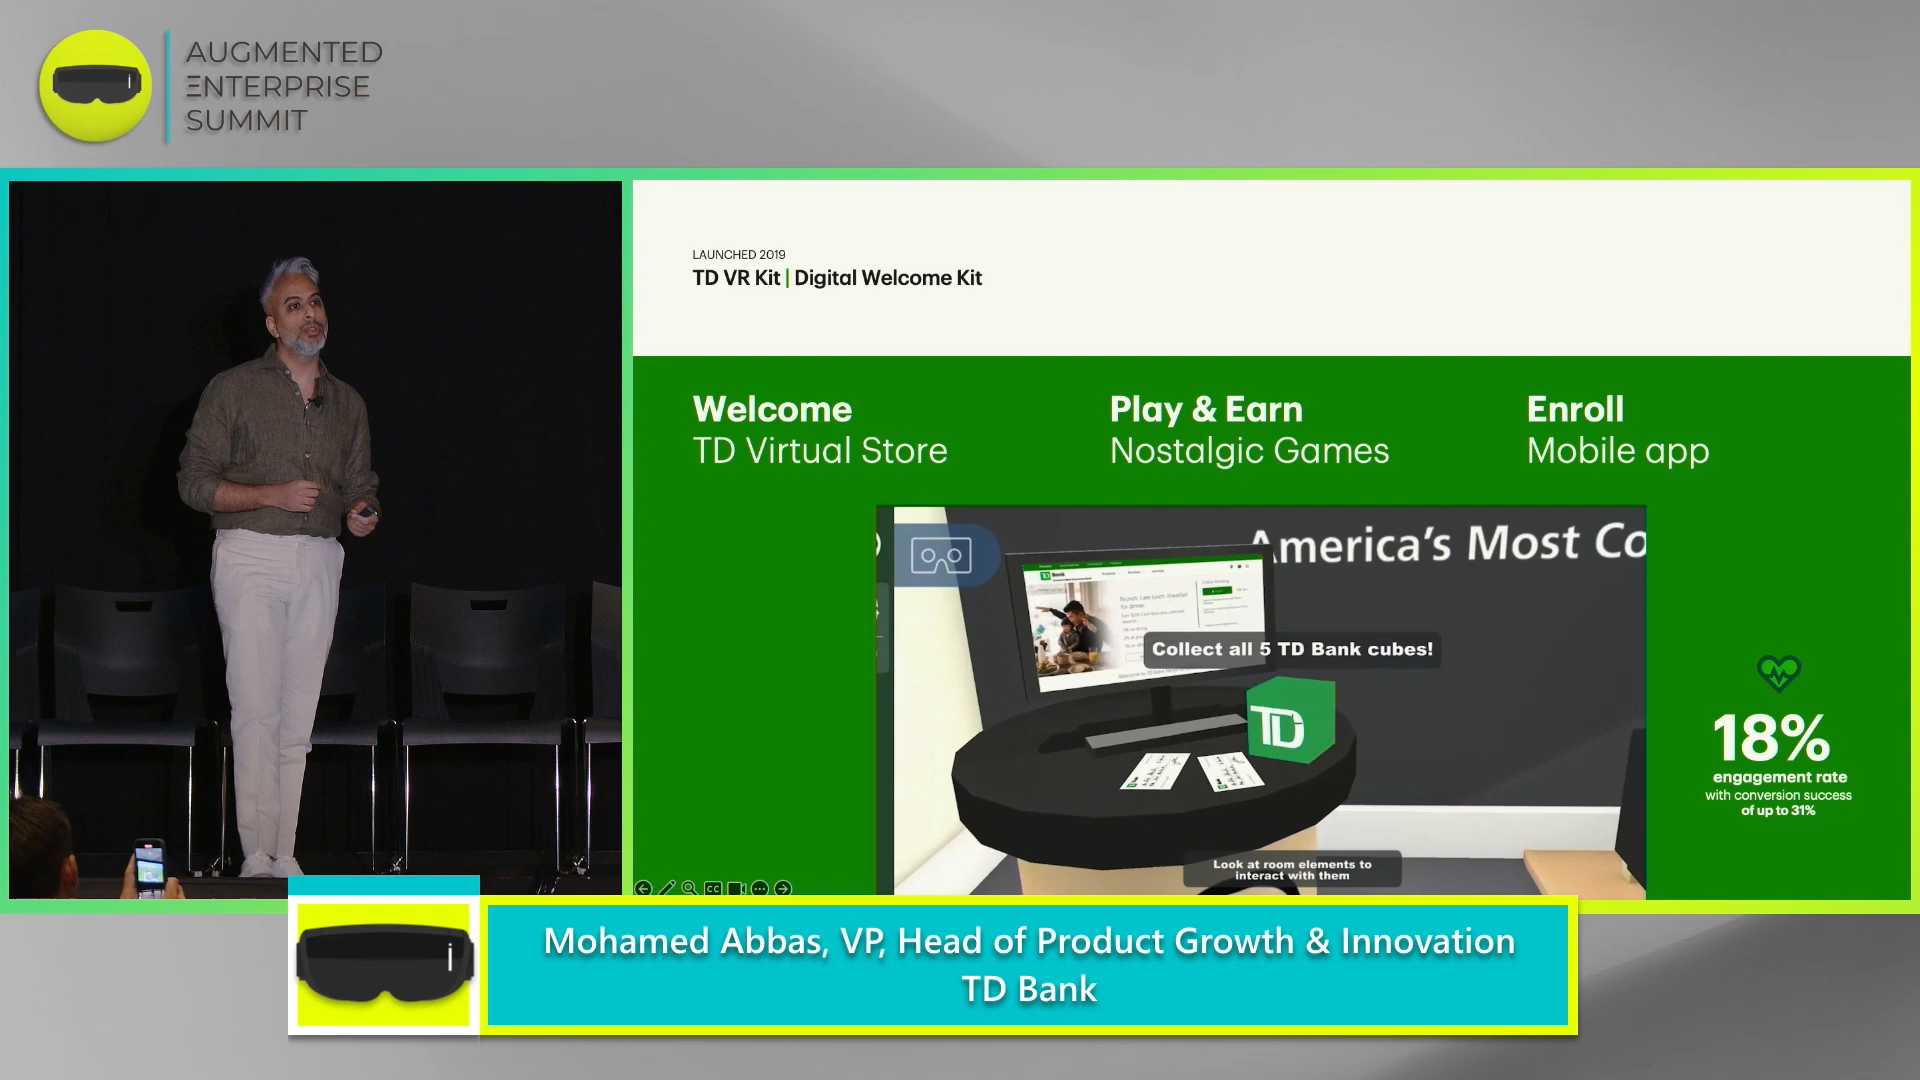 AUGMENTED
ENTERPRISE
SUMMIT
LAUNCHED 2019
TD VR Kit | Digital Welcome Kit
Welcome
TD Virtual Store
Play & Earn
Nostalgic Games
Enroll
Mobile app
America's Most Co
TD Bank
Collect all 5 TD Bank cubes!
TD
Look at room elements to
interact with them
18%
engagement rate
with conversion success
of up to 31%
CC
i
Mohamed Abbas, VP, Head of Product Growth & Innovation
TD Bank